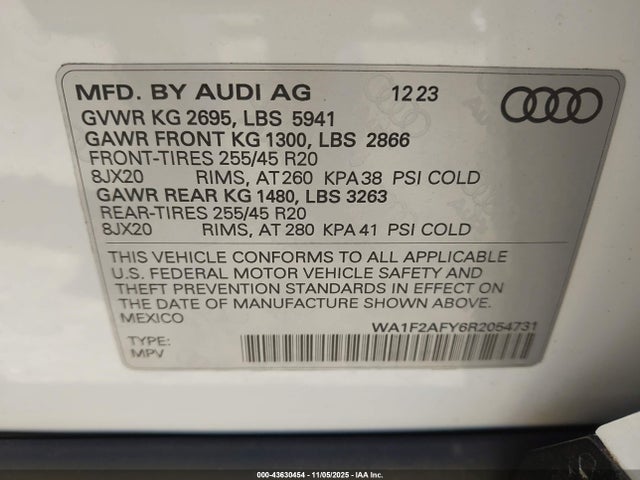 MFD. BY AUDI AG 12 23
GVWR KG 2695, LBS 5941
GAWR FRONT KG 1300, LBS 2866
FRONT-TIRES 255/45 R20
8JX20 RIMS, AT 260 KPA 38 PSI COLD
GAWR REAR KG 1480, LBS 3263
REAR-TIRES 255/45 R20
8JX20 RIMS, AT 280 KPA 41 PSI COLD
THIS VEHICLE CONFORMS TO ALL APPLICABLE
U.S. FEDERAL MOTOR VEHICLE SAFETY AND
THEFT PREVENTION STANDARDS IN EFFECT ON
THE DATE OF MANUFACTURE SHOWN ABOVE.
MEXICO WA1F2AFY6R2054731
TYPE:
MPV
000-43630454 - 11/05/2025 - IAA Inc.